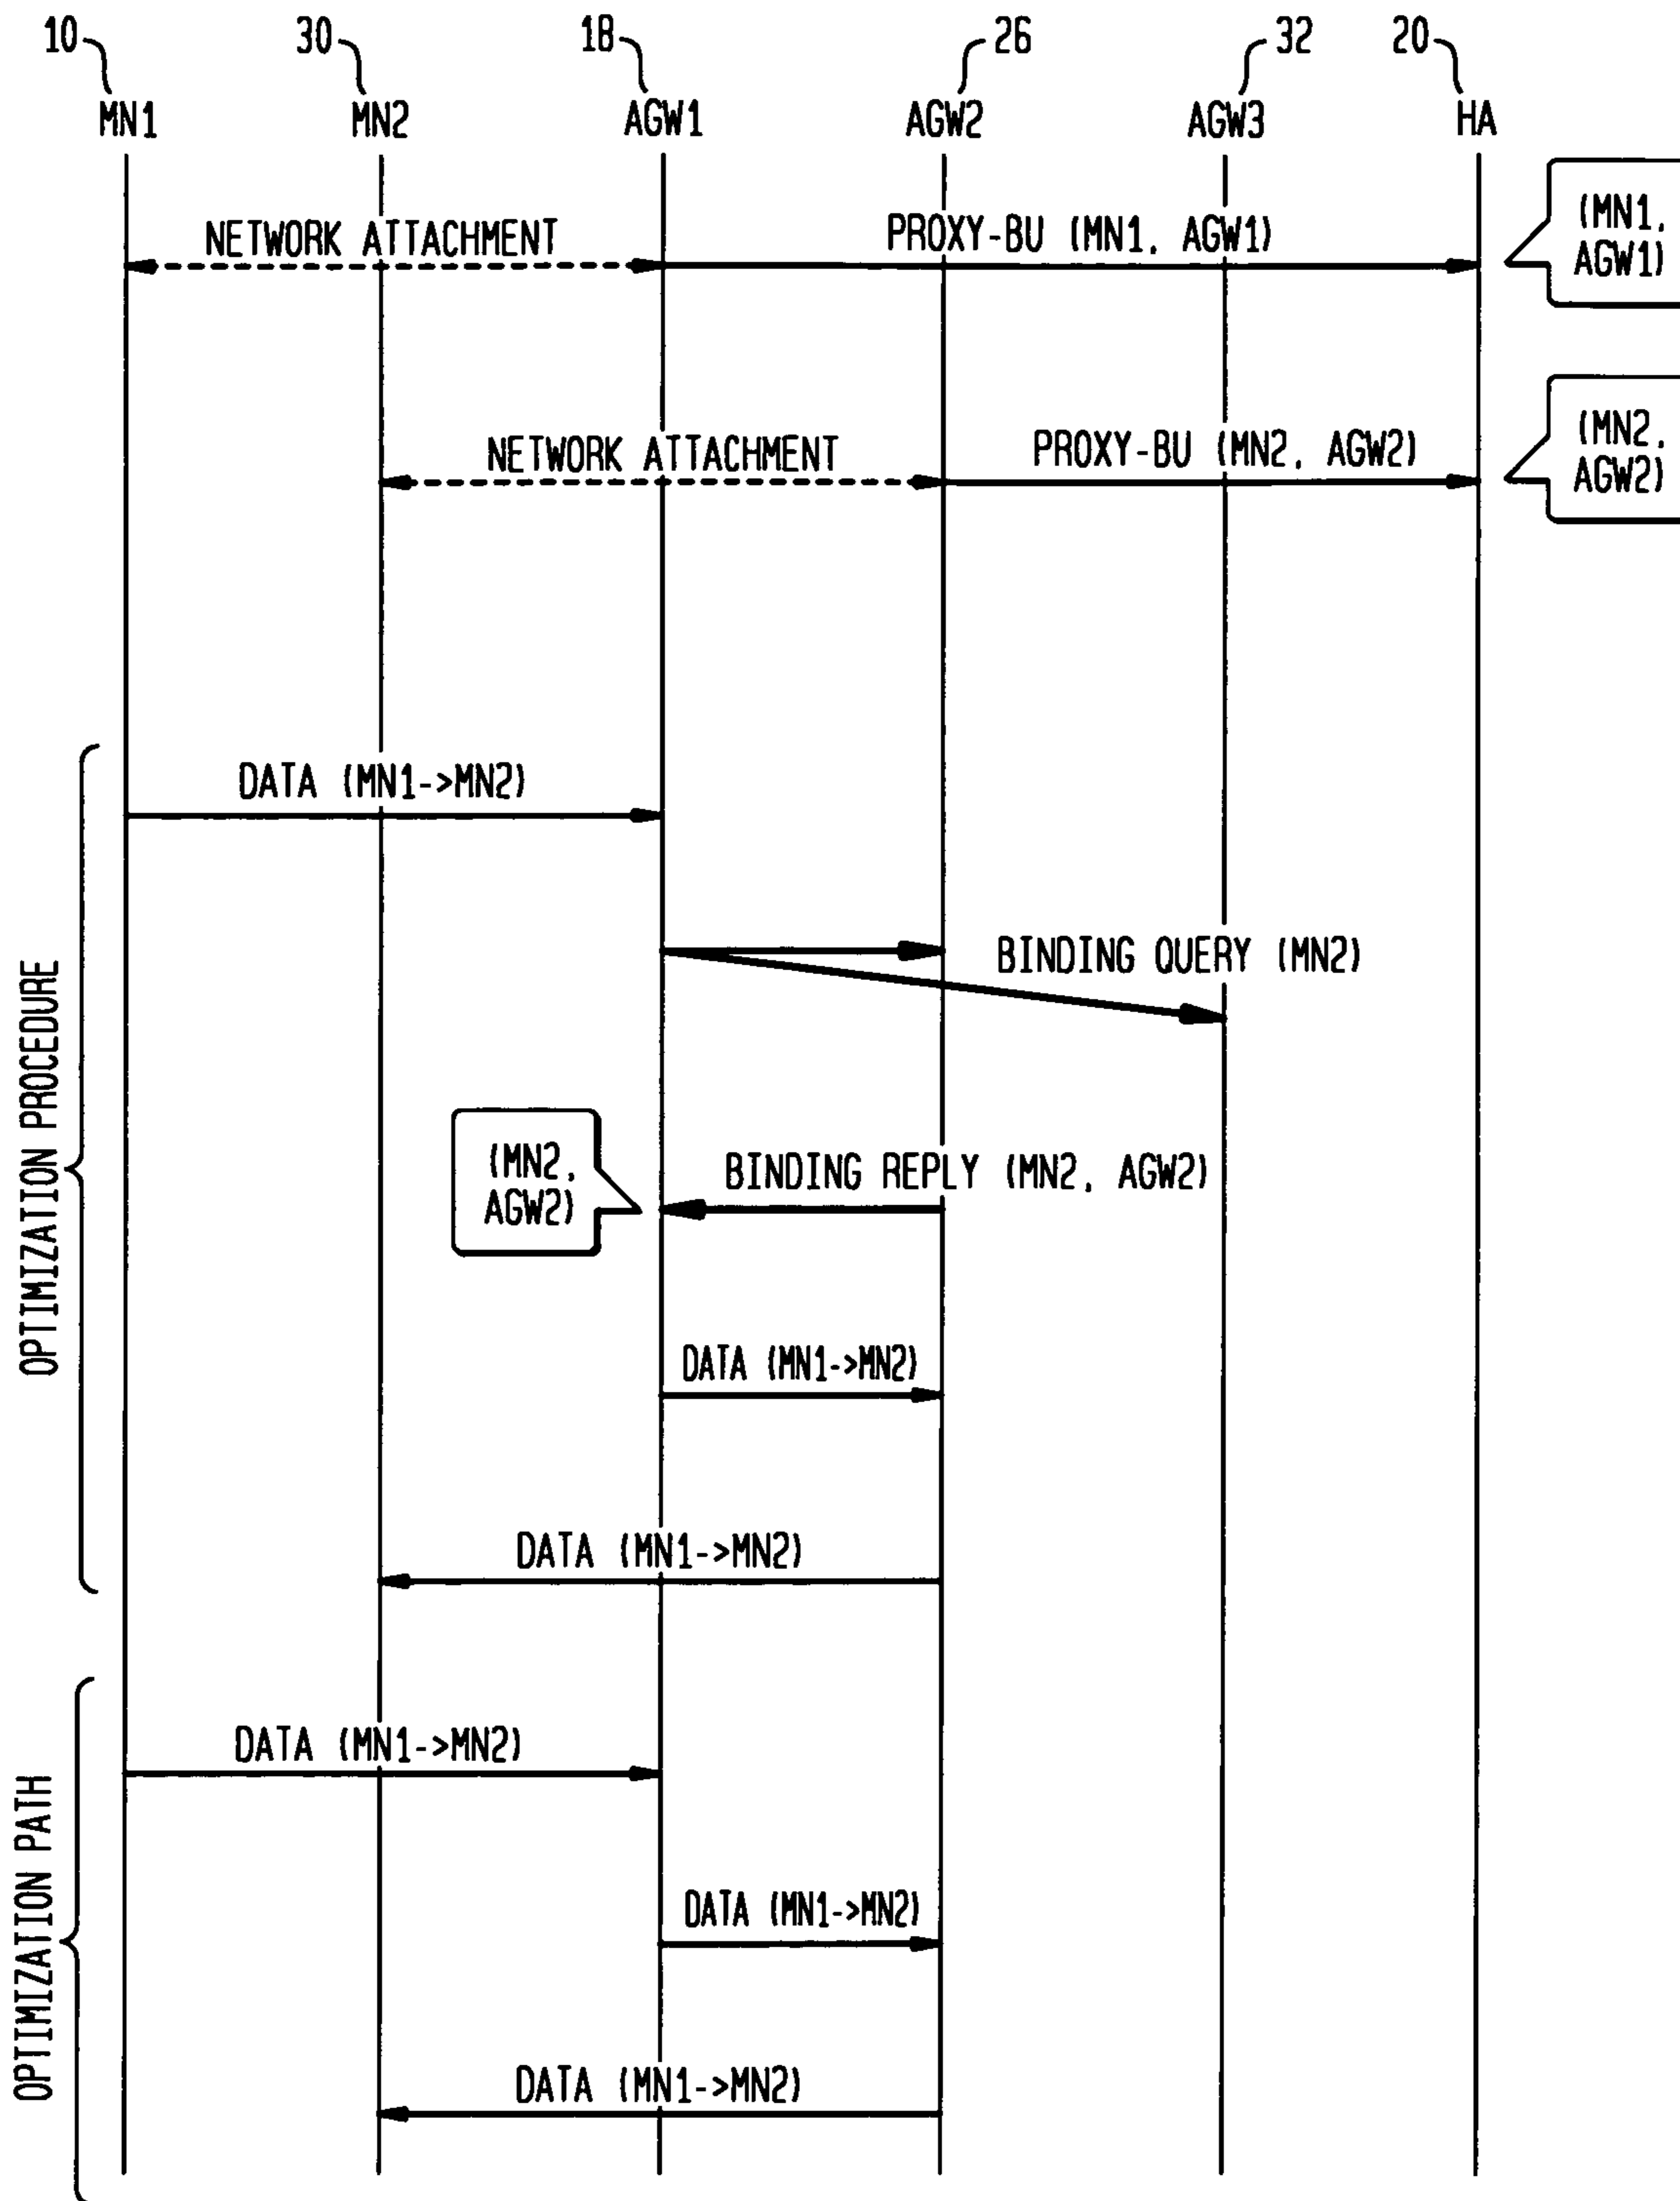 10 30 18 26 32 20
MN1 MN2 AGW1 AGW2 AGW3 HA
NETWORK ATTACHMENT
PROXY-BU (MN1, AGW1)
(MN1,
AGW1)
NETWORK ATTACHMENT
PROXY-BU (MN2, AGW2)
(MN2,
AGW2)
OPTIMIZATION PROCEDURE
DATA (MN1->MN2)
BINDING QUERY (MN2)
(MN2,
AGW2)
BINDING REPLY (MN2, AGW2)
DATA (MN1->MN2)
DATA (MN1->MN2)
OPTIMIZATION PATH
DATA (MN1->MN2)
DATA (MN1->MN2)
DATA (MN1->MN2)